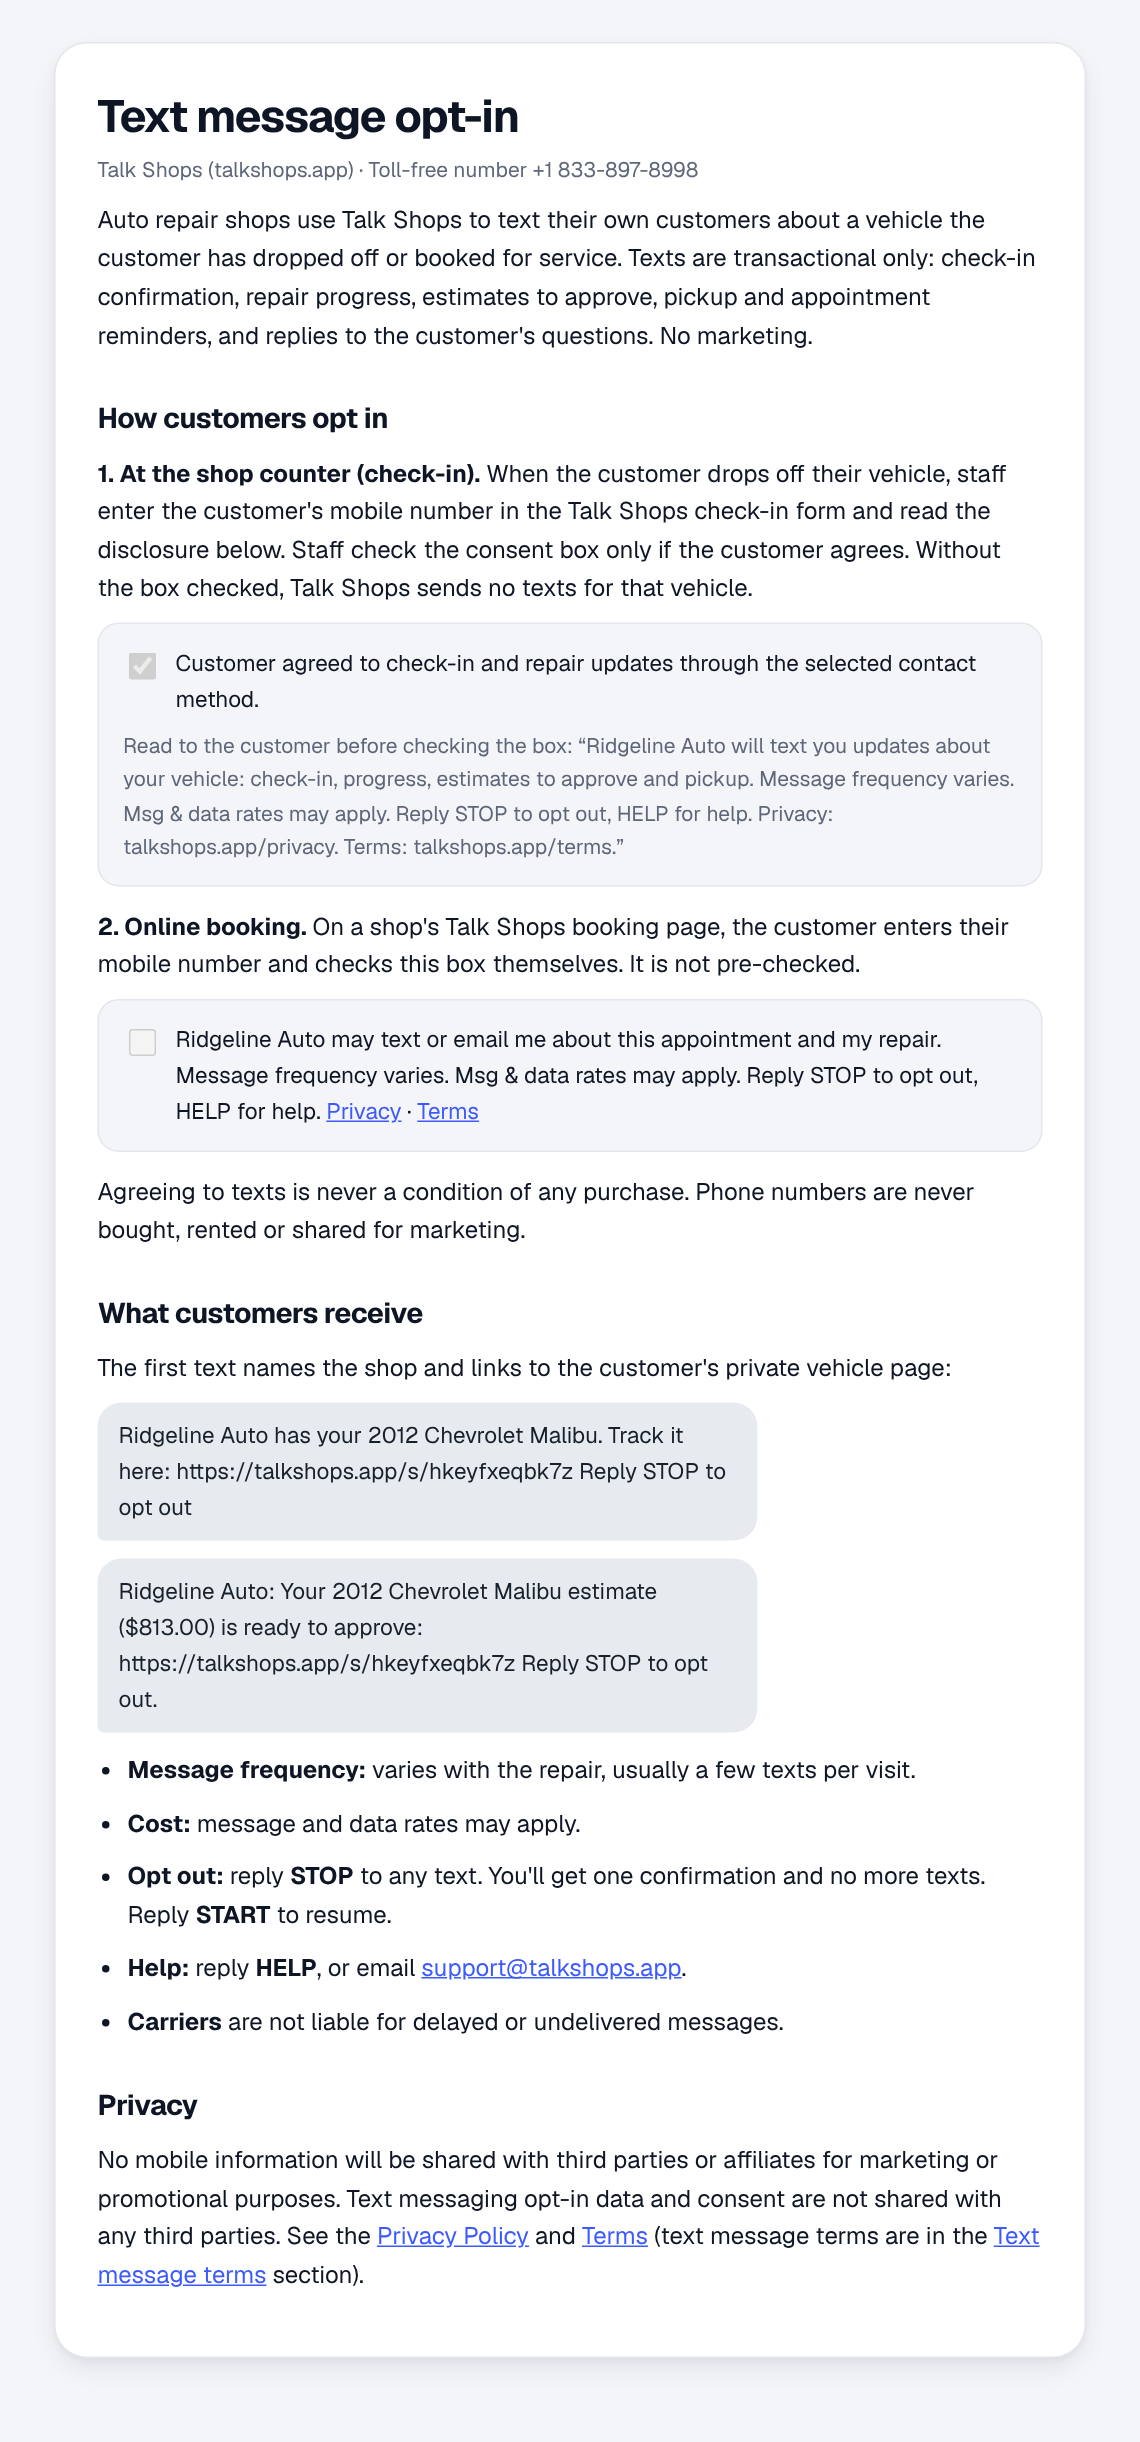 Text message opt-in
Talk Shops (talkshops.app) · Toll-free number +1 833-897-8998
Auto repair shops use Talk Shops to text their own customers about a vehicle the
customer has dropped off or booked for service. Texts are transactional only: check-in
confirmation, repair progress, estimates to approve, pickup and appointment
reminders, and replies to the customer's questions. No marketing.
How customers opt in
1. At the shop counter (check-in). When the customer drops off their vehicle, staff
enter the customer's mobile number in the Talk Shops check-in form and read the
disclosure below. Staff check the consent box only if the customer agrees. Without
the box checked, Talk Shops sends no texts for that vehicle.
Customer agreed to check-in and repair updates through the selected contact
method.
Read to the customer before checking the box: “Ridgeline Auto will text you updates about
your vehicle: check-in, progress, estimates to approve and pickup. Message frequency varies.
Msg & data rates may apply. Reply STOP to opt out, HELP for help. Privacy:
talkshops.app/privacy. Terms: talkshops.app/terms.”
2. Online booking. On a shop's Talk Shops booking page, the customer enters their
mobile number and checks this box themselves. It is not pre-checked.
Ridgeline Auto may text or email me about this appointment and my repair.
Message frequency varies. Msg & data rates may apply. Reply STOP to opt out,
HELP for help. Privacy · Terms
Agreeing to texts is never a condition of any purchase. Phone numbers are never
bought, rented or shared for marketing.
What customers receive
The first text names the shop and links to the customer's private vehicle page:
Ridgeline Auto has your 2012 Chevrolet Malibu. Track it
here: https://talkshops.app/s/hkeyfxeqbk7z Reply STOP to
opt out
Ridgeline Auto: Your 2012 Chevrolet Malibu estimate
($813.00) is ready to approve:
https://talkshops.app/s/hkeyfxeqbk7z Reply STOP to opt
out.
• Message frequency: varies with the repair, usually a few texts per visit.
• Cost: message and data rates may apply.
• Opt out: reply STOP to any text. You'll get one confirmation and no more texts.
Reply START to resume.
• Help: reply HELP, or email support@talkshops.app.
• Carriers are not liable for delayed or undelivered messages.
Privacy
No mobile information will be shared with third parties or affiliates for marketing or
promotional purposes. Text messaging opt-in data and consent are not shared with
any third parties. See the Privacy Policy and Terms (text message terms are in the Text
message terms section).